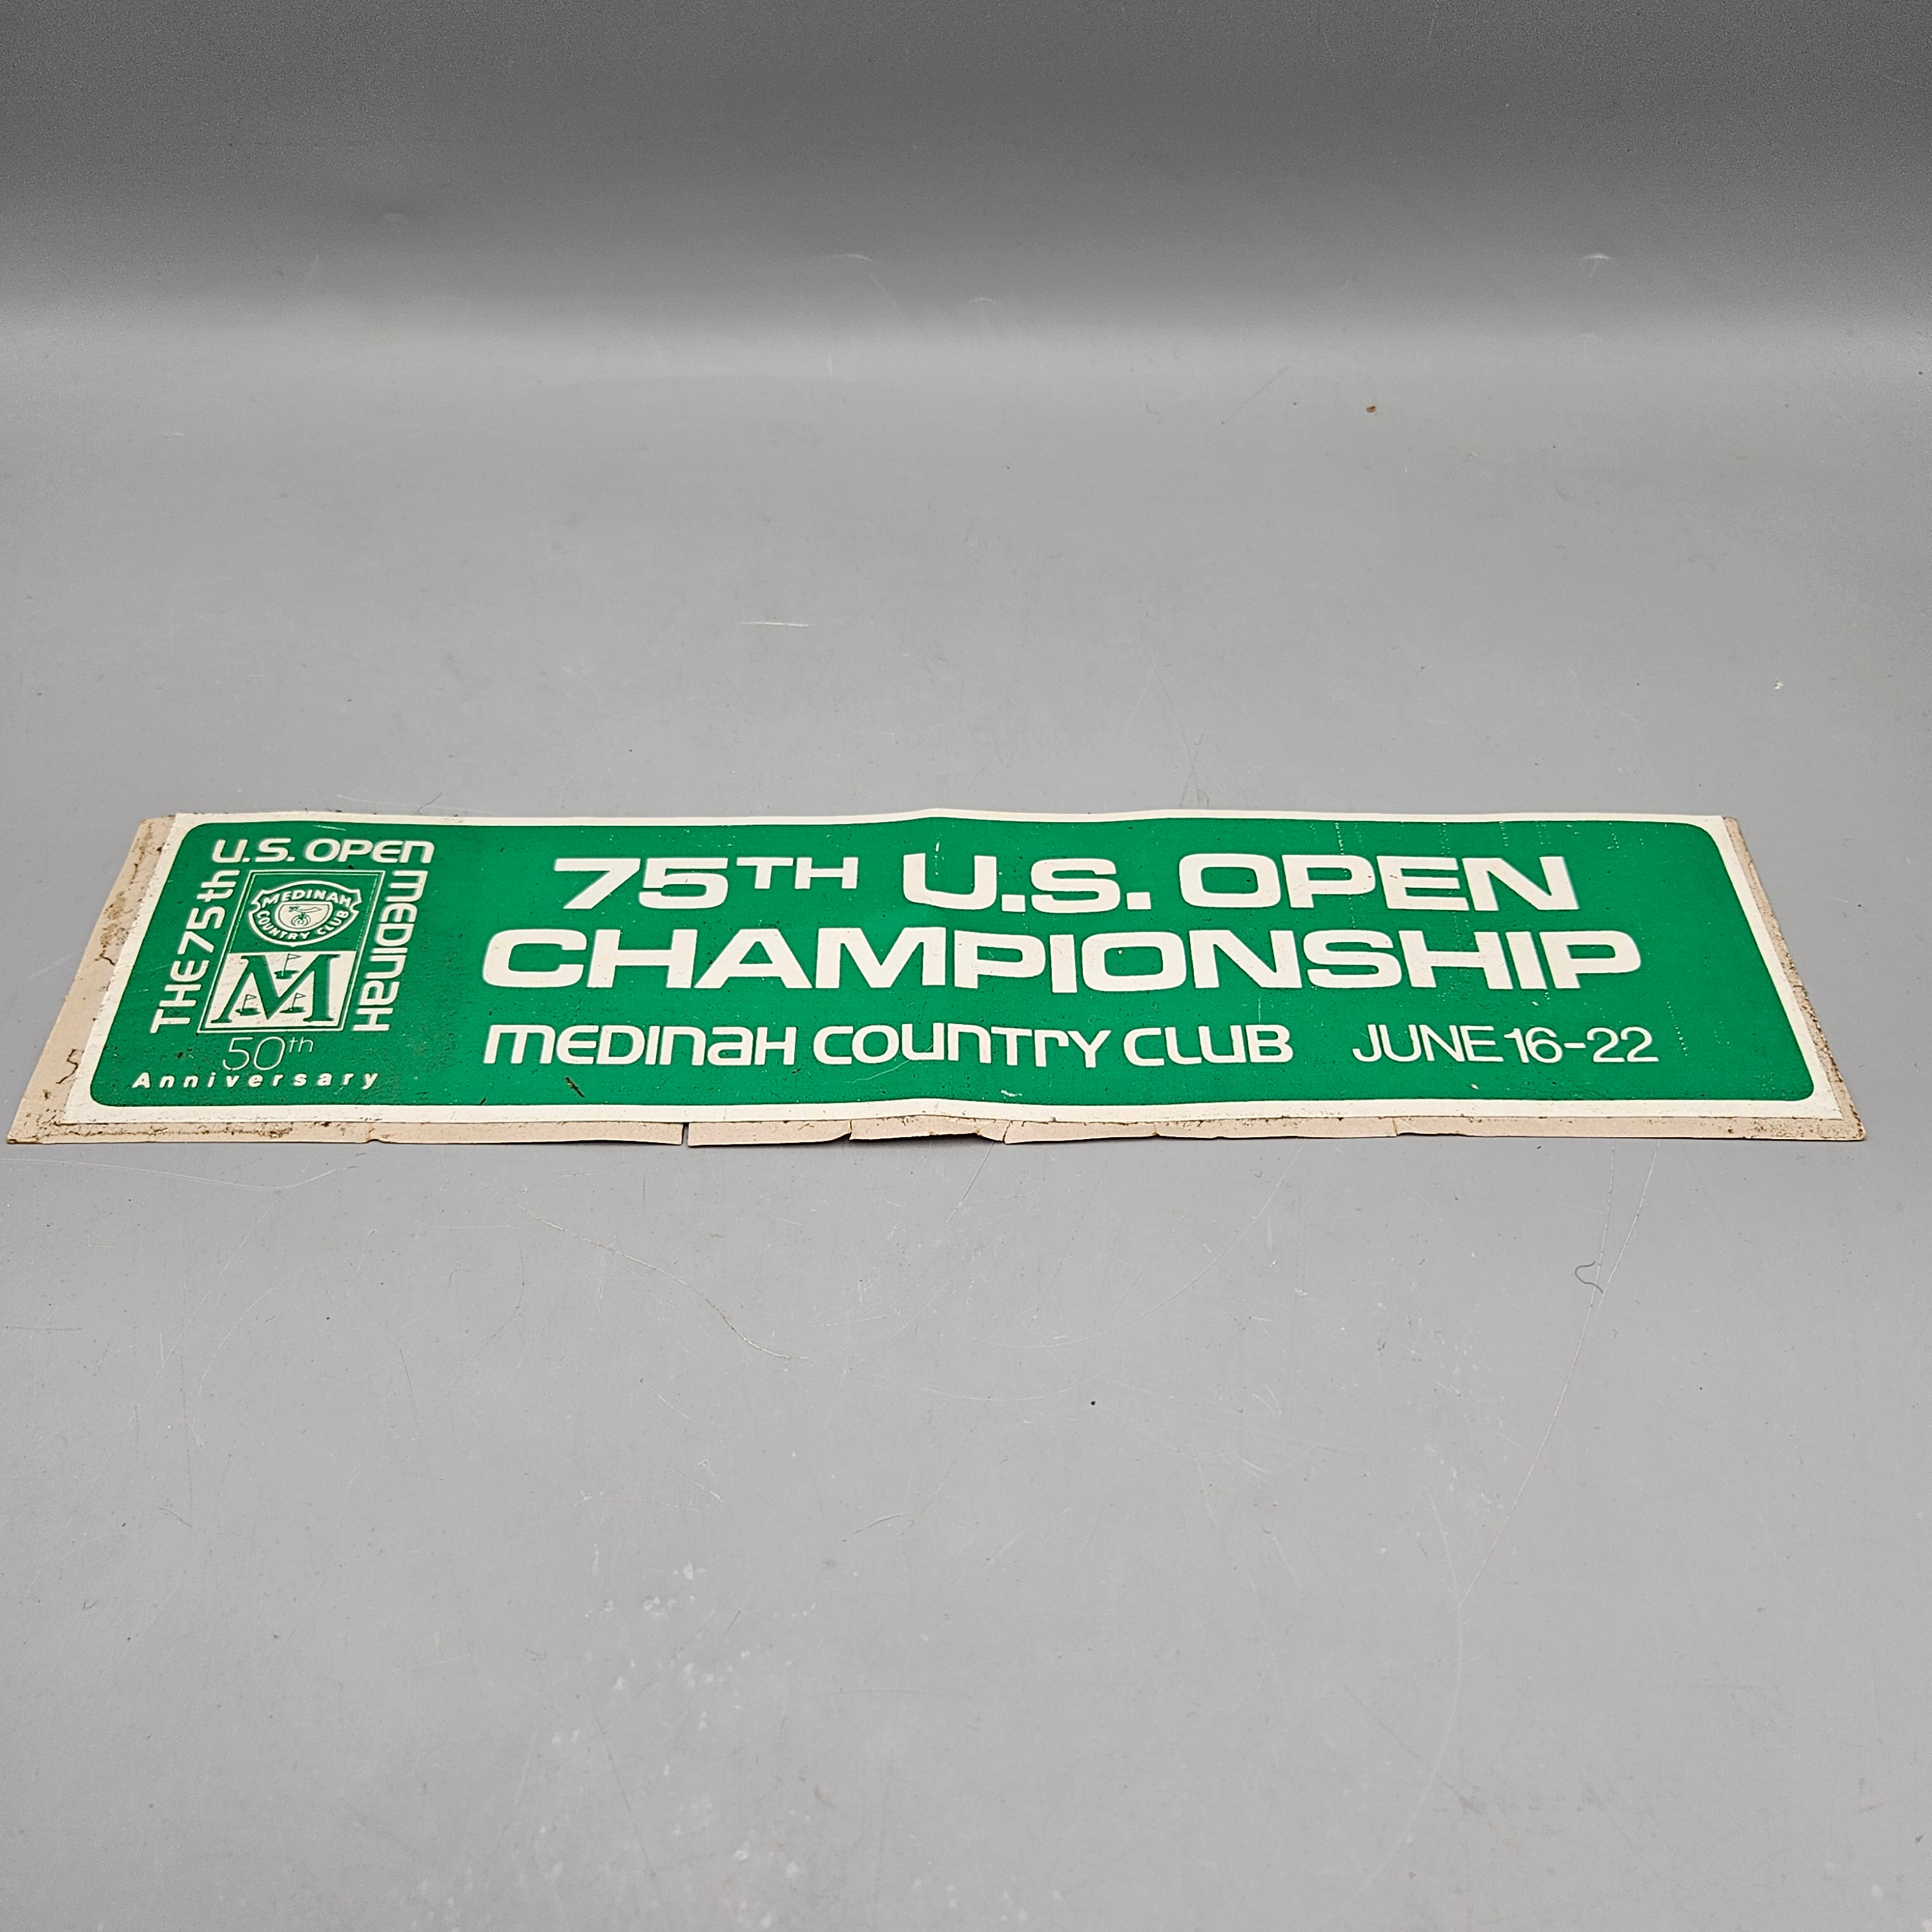 THE 75th
U.S. OPEN
MEDINAH
MEDINAH
COUNTRY CLUB
M
50th
Anniversary
75TH U.S. OPEN
CHAMPIONSHIP
MEDINAH COUNTRY CLUB JUNE 16-22